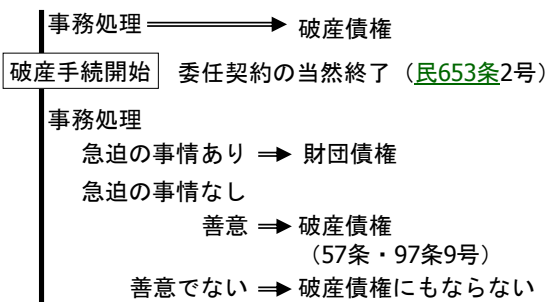 事務処理 破産債権
破産手続開始 委任契約の当然終了（民653条2号）
事務処理
急迫の事情あり 財団債権
急迫の事情なし
善意 破産債権
（57条・97条9号）
善意でない 破産債権にもならない